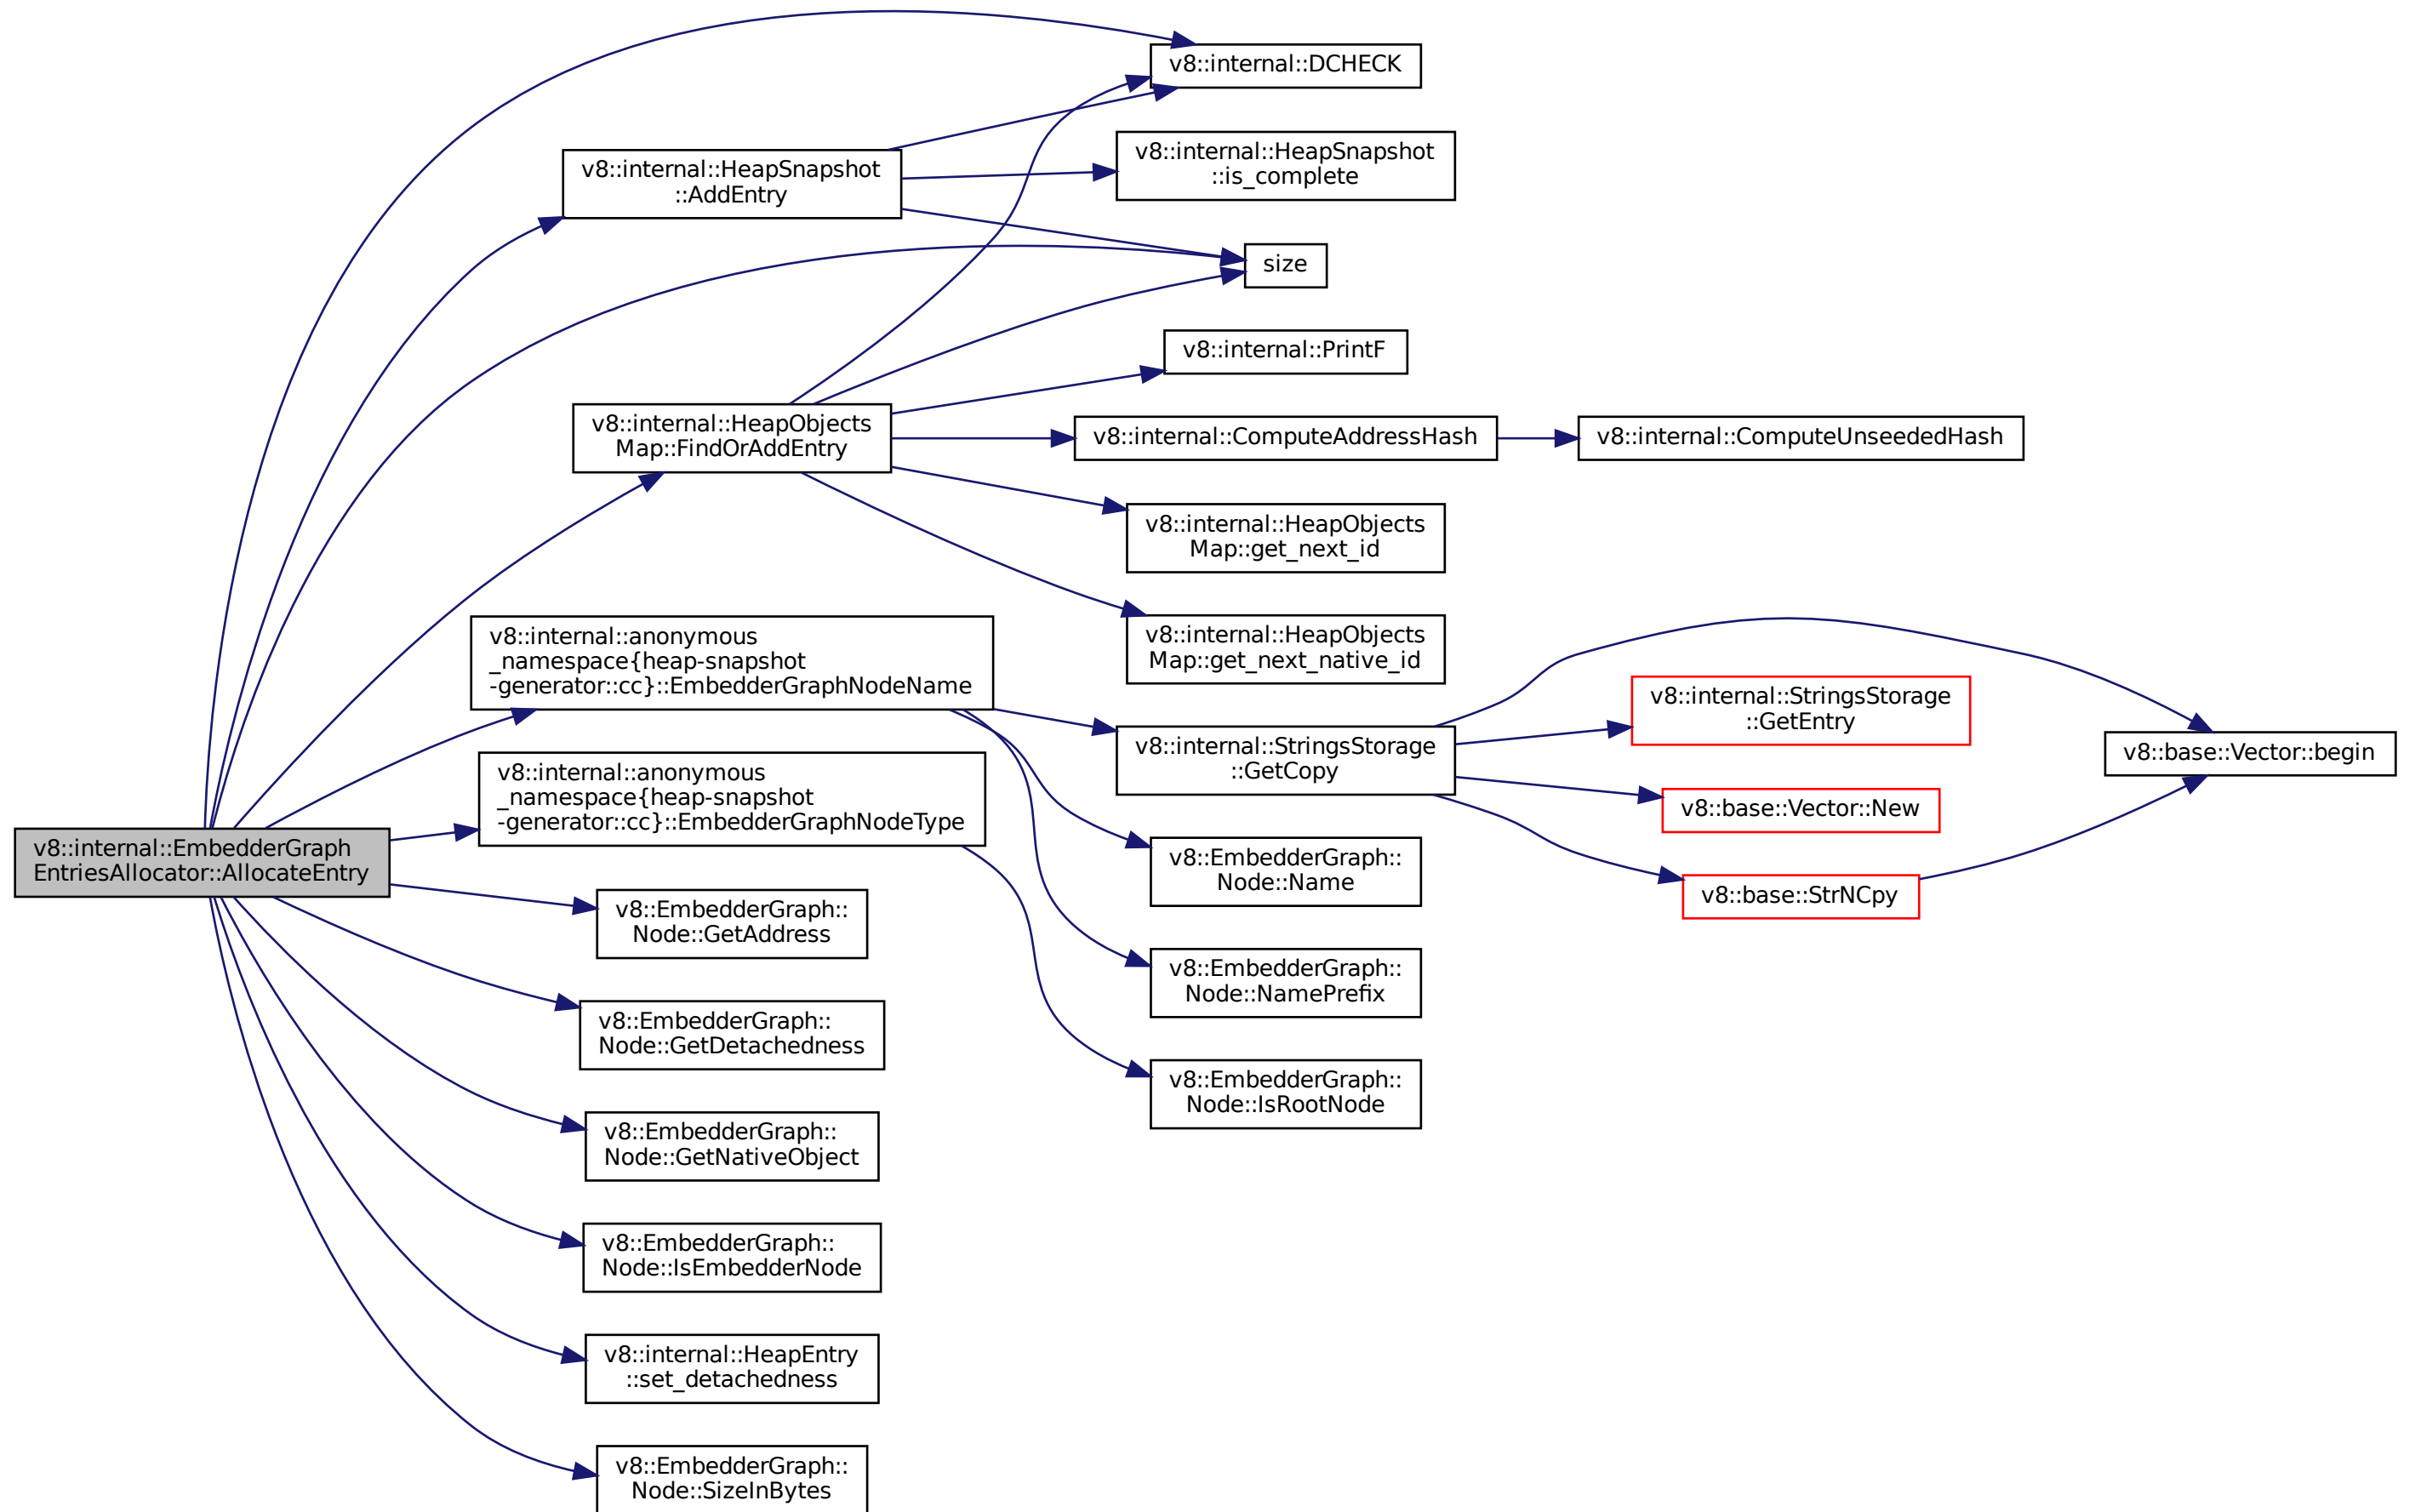 v8::internal::DCHECK
v8::internal::HeapSnapshot
::AddEntry
v8::internal::HeapSnapshot
::is_complete
size
v8::internal::PrintF
v8::internal::HeapObjects
Map::FindOrAddEntry
v8::internal::ComputeAddressHash
v8::internal::ComputeUnseededHash
v8::internal::HeapObjects
Map::get_next_id
v8::internal::HeapObjects
Map::get_next_native_id
v8::internal::anonymous
_namespace{heap-snapshot
-generator::cc}::EmbedderGraphNodeName
v8::internal::StringsStorage
::GetEntry
v8::internal::StringsStorage
::GetCopy
v8::base::Vector::begin
v8::internal::anonymous
_namespace{heap-snapshot
-generator::cc}::EmbedderGraphNodeType
v8::base::Vector::New
v8::internal::EmbedderGraph
EntriesAllocator::AllocateEntry
v8::EmbedderGraph::
Node::Name
v8::base::StrNCpy
v8::EmbedderGraph::
Node::GetAddress
v8::EmbedderGraph::
Node::NamePrefix
v8::EmbedderGraph::
Node::GetDetachedness
v8::EmbedderGraph::
Node::IsRootNode
v8::EmbedderGraph::
Node::GetNativeObject
v8::EmbedderGraph::
Node::IsEmbedderNode
v8::internal::HeapEntry
::set_detachedness
v8::EmbedderGraph::
Node::SizeInBytes